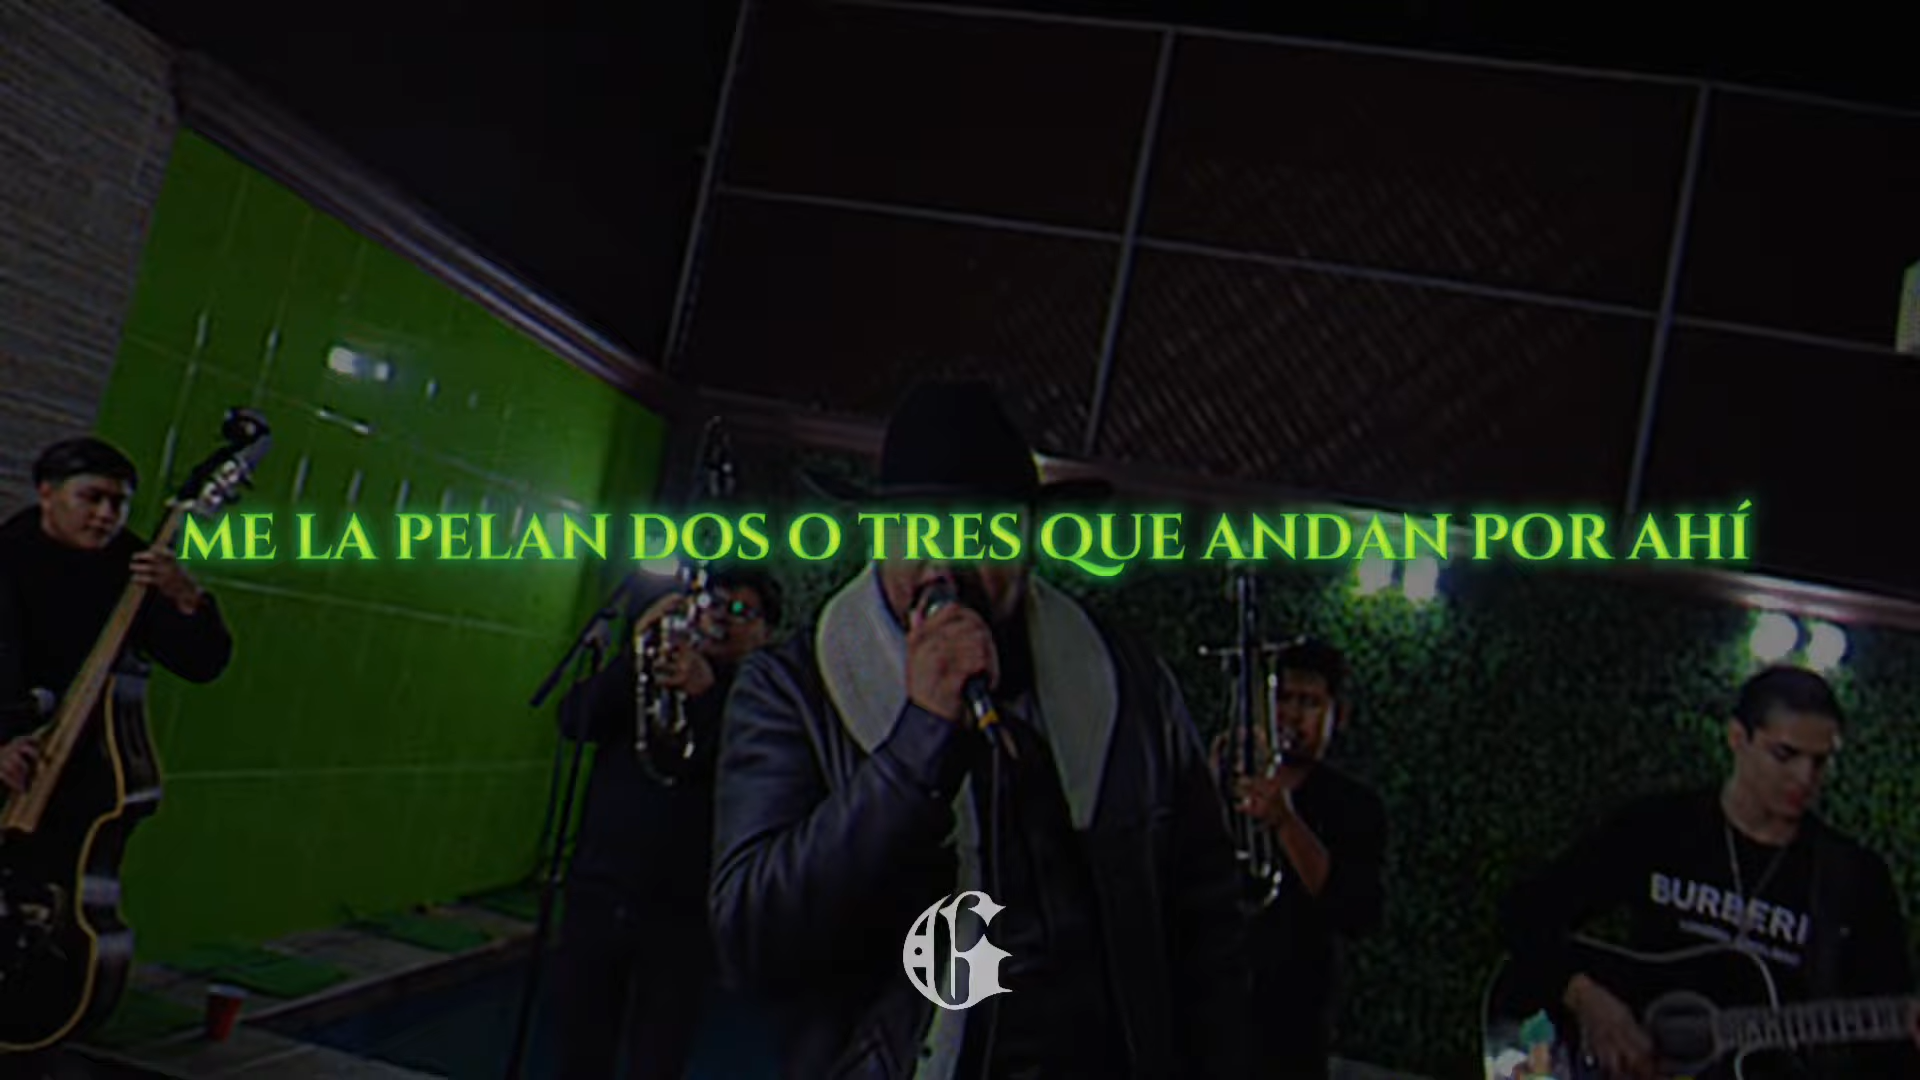 ME LA PELAN DOS O TRES QUE ANDAN POR AHÍ
G
BURBERI